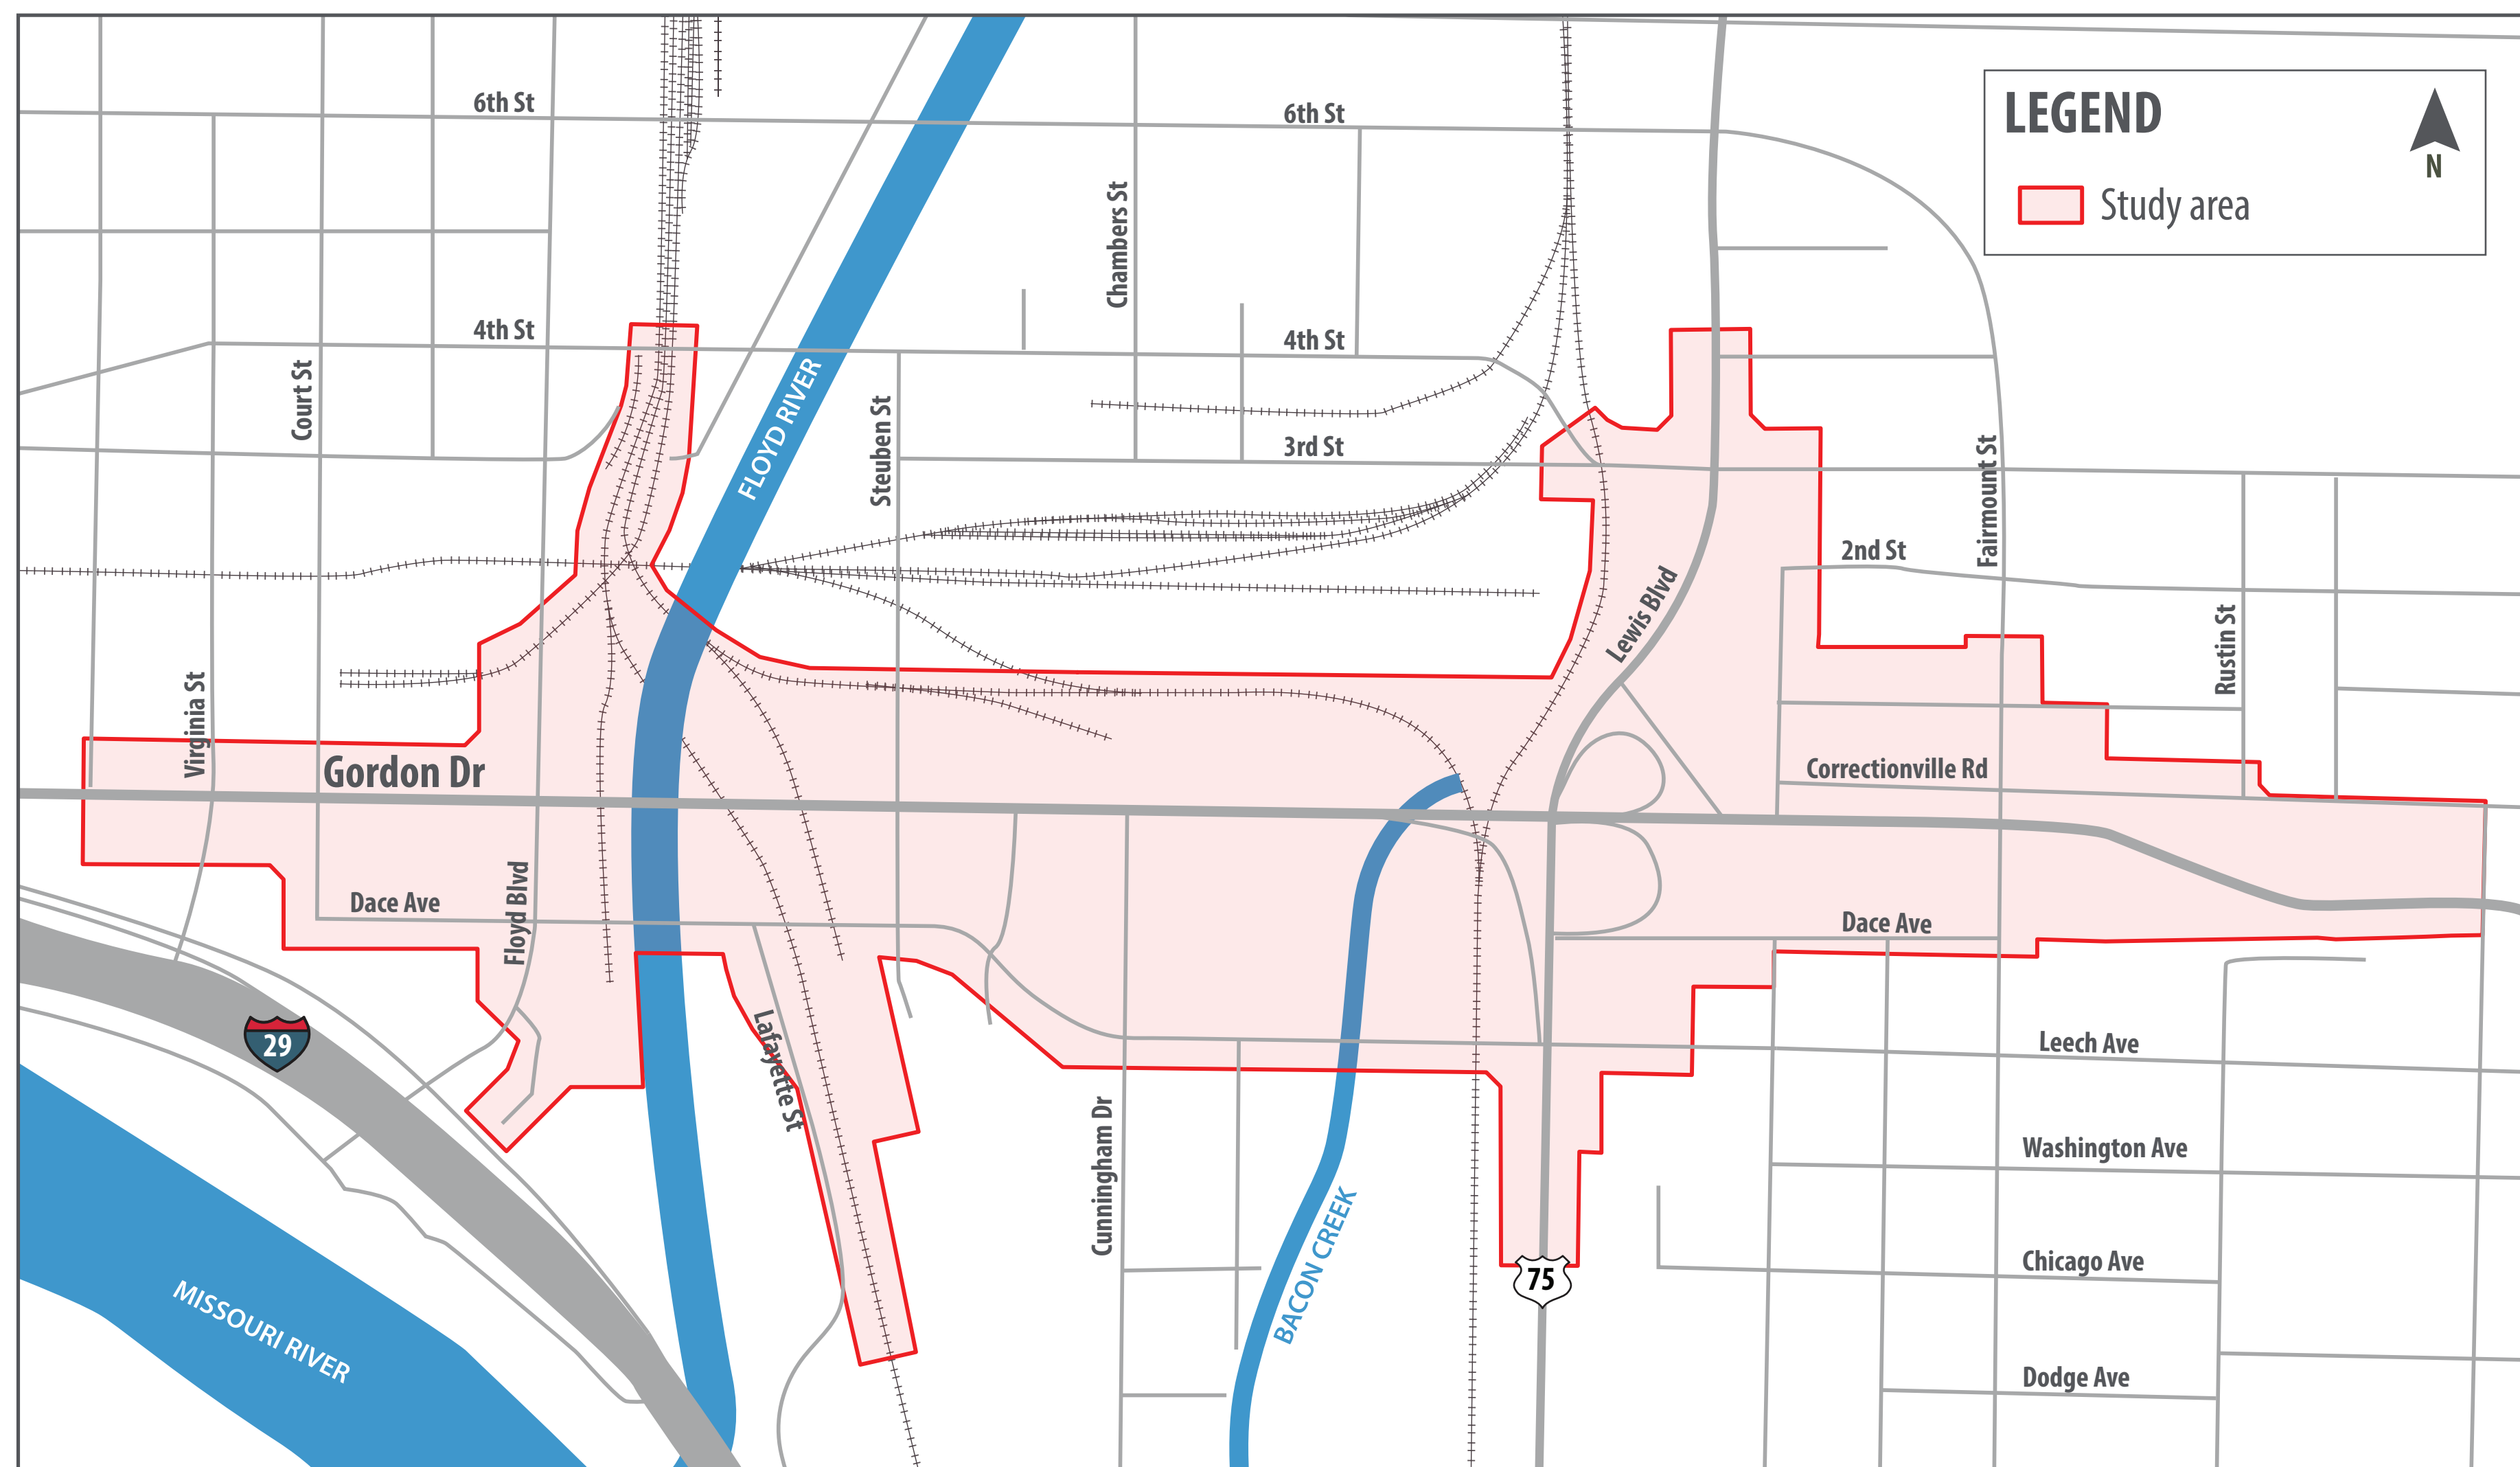 6th St
6th St
LEGEND
N
Study area
Chambers St
4th St
4th St
Court St
FLOYD RIVER
Steuben St
3rd St
Fairmount St
2nd St
Lewis Blvd
Rustin St
Virginia St
Gordon Dr
Correctionville Rd
Dace Ave
Floyd Blvd
Dace Ave
29
Lafayette St
Leech Ave
Cunningham Dr
Washington Ave
BACON CREEK
75
Chicago Ave
MISSOURI RIVER
Dodge Ave